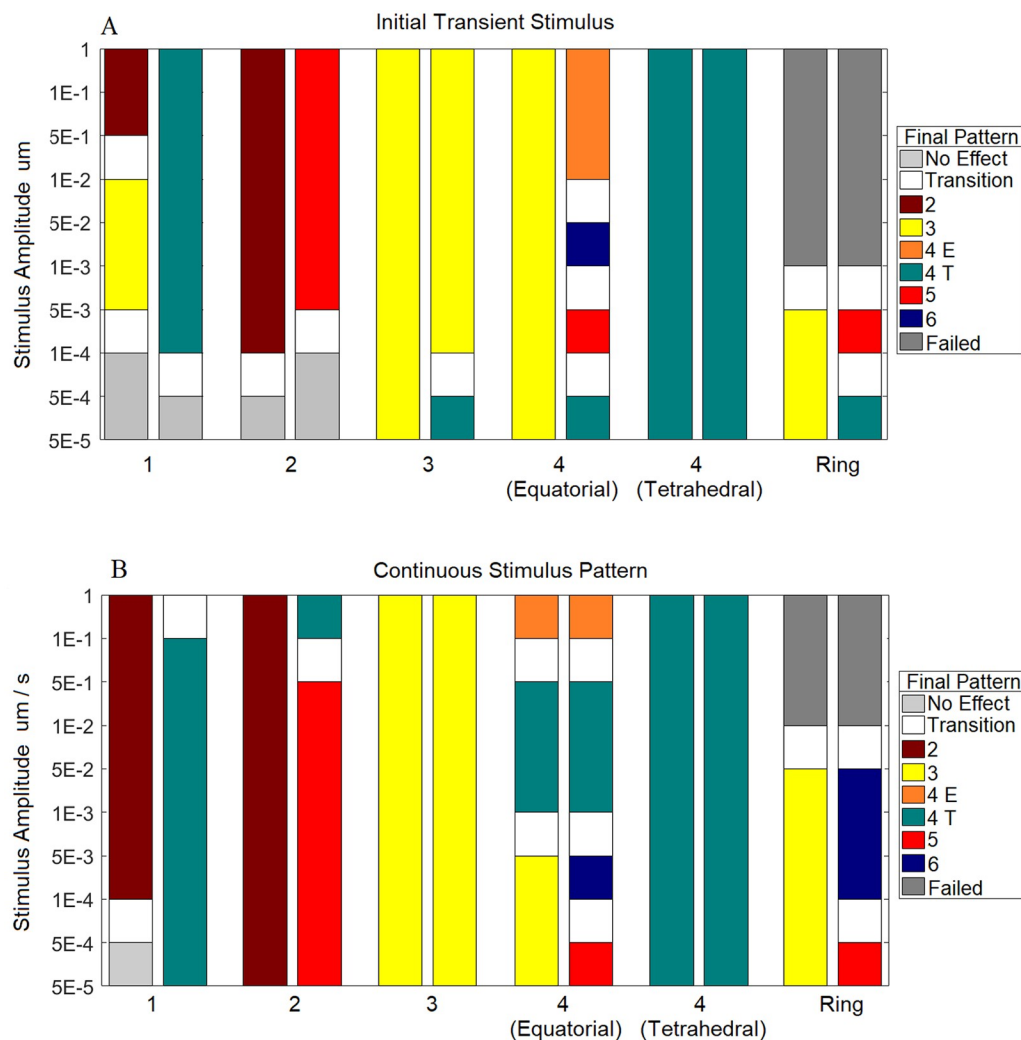 A
Initial Transient Stimulus
Stimulus Amplitude um
1
1E-1
5E-1
1E-2
5E-2
1E-3
5E-3
1E-4
5E-4
5E-5
1 2 3 4 4 Ring
(Equatorial) (Tetrahedral)
Final Pattern
No Effect
Transition
2
3
4 E
4 T
5
6
Failed
B
Continuous Stimulus Pattern
Stimulus Amplitude um / s
1
1E-1
5E-1
1E-2
5E-2
1E-3
5E-3
1E-4
5E-4
5E-5
1 2 3 4 4 Ring
(Equatorial) (Tetrahedral)
Final Pattern
No Effect
Transition
2
3
4 E
4 T
5
6
Failed